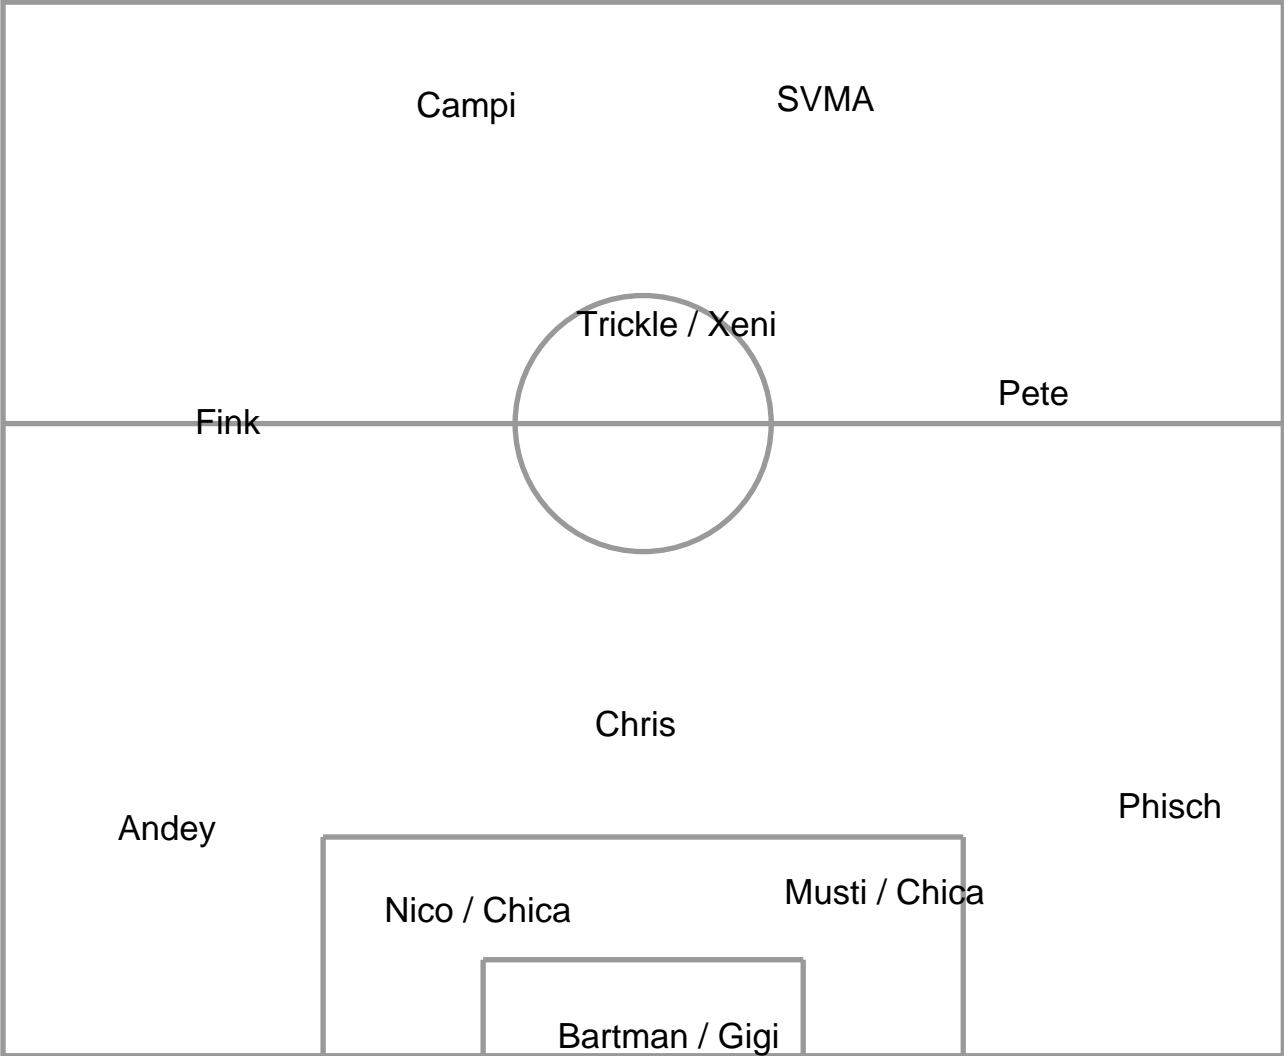 Campi
SVMA
Trickle / Xeni
Pete
Fink
Chris
Phisch
Andey
Musti / Chica
Nico / Chica
Bartman / Gigi